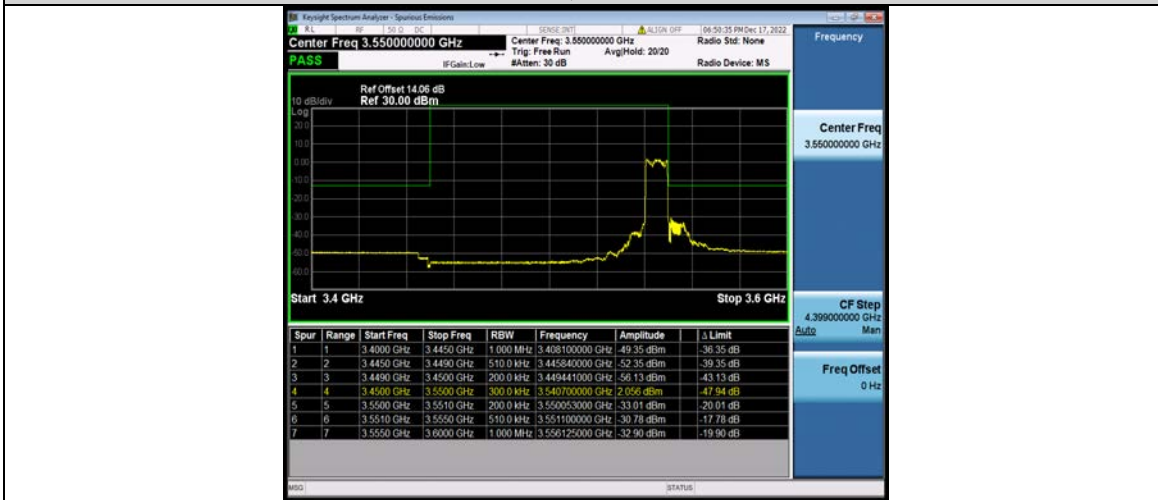 Keysight Spectrum Analyzer - Spurious Emissions
RL RF 50 Ω DC SENSE:INT ALIGN OFF 06:50:35 PM Dec 17, 2022
Center Freq 3.550000000 GHz Center Freq: 3.550000000 GHz Radio Std: None
PASS Trig: Free Run Avg|Hold: 20/20
IFGain:Low #Atten: 30 dB Radio Device: MS
Ref Offset 14.06 dB
10 dB/div Ref 30.00 dBm
Log
20.0
10.0
0.00
-10.0
-20.0
-30.0
-40.0
-50.0
-60.0
Start 3.4 GHz Stop 3.6 GHz
Spur Range Start Freq Stop Freq RBW Frequency Amplitude Δ Limit
1 1 3.4000 GHz 3.4450 GHz 1.000 MHz 3.408100000 GHz -49.35 dBm -36.35 dB
2 2 3.4450 GHz 3.4490 GHz 510.0 kHz 3.445840000 GHz -52.35 dBm -39.35 dB
3 3 3.4490 GHz 3.4500 GHz 200.0 kHz 3.449441000 GHz -56.13 dBm -43.13 dB
4 4 3.4500 GHz 3.5500 GHz 300.0 kHz 3.540700000 GHz 2.056 dBm -47.94 dB
5 5 3.5500 GHz 3.5510 GHz 200.0 kHz 3.550053000 GHz -33.01 dBm -20.01 dB
6 6 3.5510 GHz 3.5550 GHz 510.0 kHz 3.551100000 GHz -30.78 dBm -17.78 dB
7 7 3.5550 GHz 3.6000 GHz 1.000 MHz 3.556125000 GHz -32.90 dBm -19.90 dB
MSG STATUS
Frequency
Center Freq
3.550000000 GHz
CF Step
4.399000000 GHz
Auto Man
Freq Offset
0 Hz